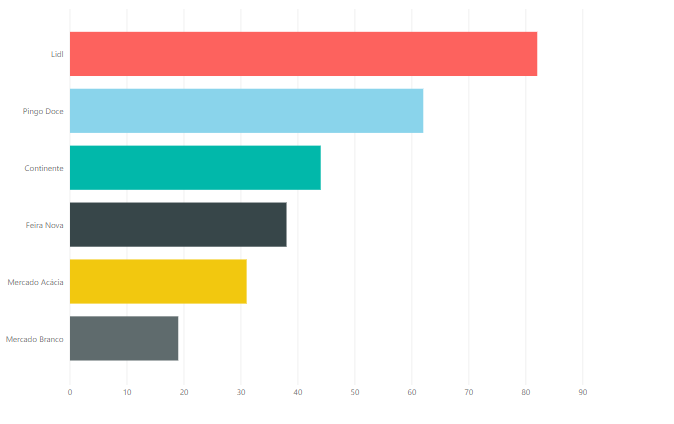 Lidl
Pingo Doce
Continente
Feira Nova
Mercado Acácia
Mercado Branco
0 10 20 30 40 50 60 70 80 90